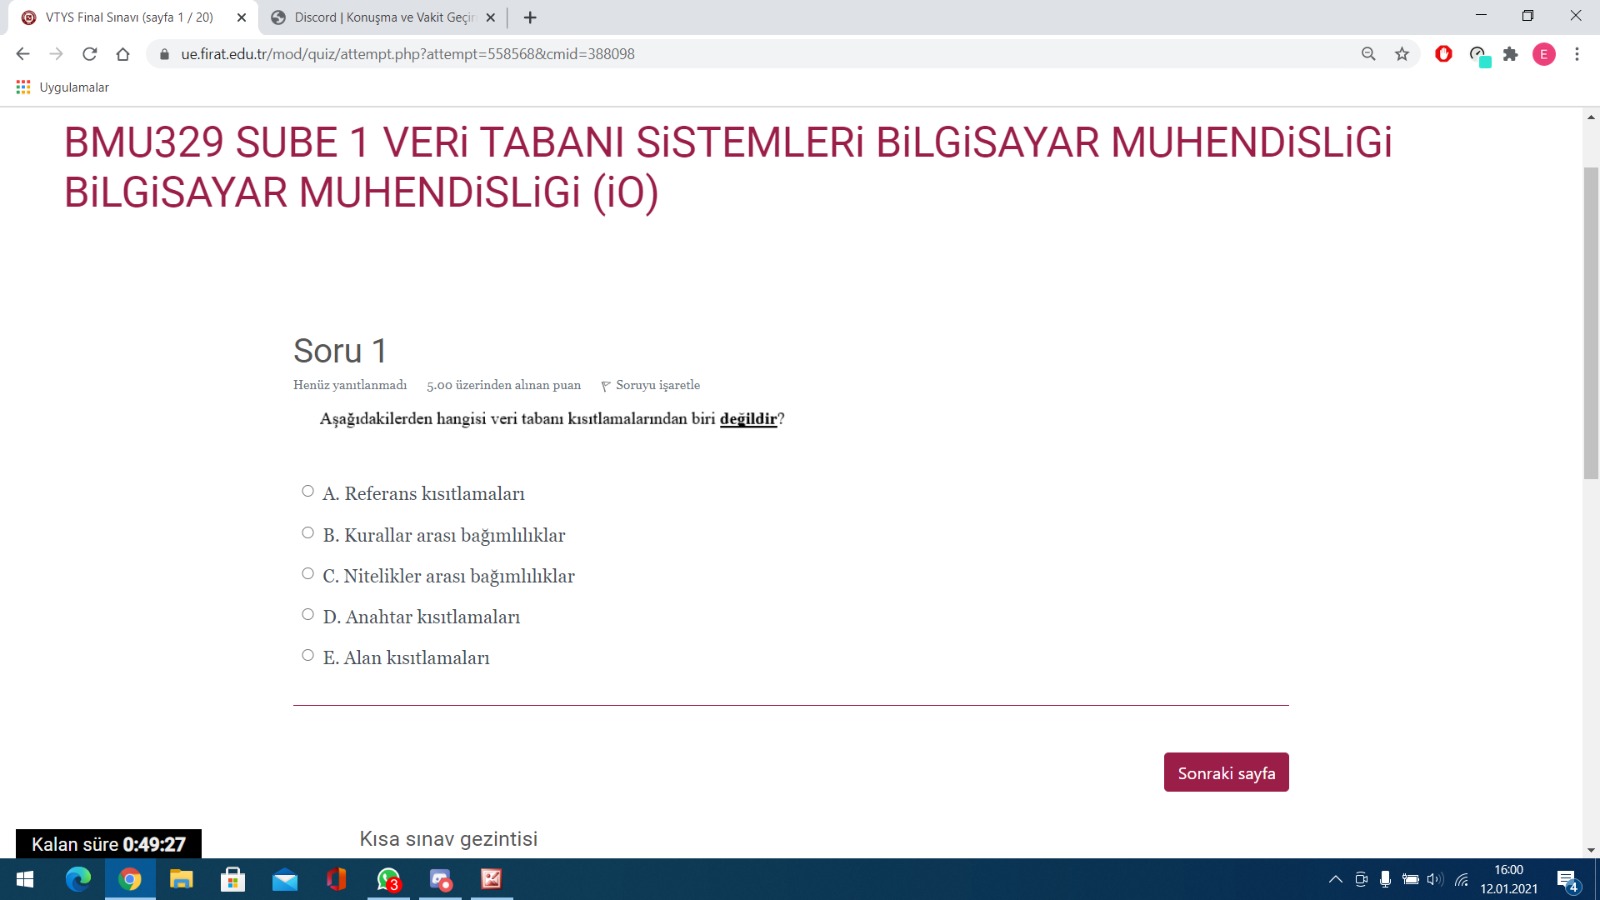 VTYS Final Sınavı (sayfa 1 / 20)
Discord | Konuşma ve Vakit Geçir
ue.firat.edu.tr/mod/quiz/attempt.php?attempt=558568&cmid=388098
E
Uygulamalar
BMU329 SUBE 1 VERi TABANI SiSTEMLERi BiLGiSAYAR MUHENDiSLiGi
BiLGiSAYAR MUHENDiSLiGi (iO)
Soru 1
Henüz yanıtlanmadı 5.00 üzerinden alınan puan Soruyu işaretle
Aşağıdakilerden hangisi veri tabanı kısıtlamalarından biri değildir?
A. Referans kısıtlamaları
B. Kurallar arası bağımlılıklar
C. Nitelikler arası bağımlılıklar
D. Anahtar kısıtlamaları
E. Alan kısıtlamaları
Sonraki sayfa
Kalan süre 0:49:27
Kısa sınav gezintisi
3
16:00
12.01.2021
4